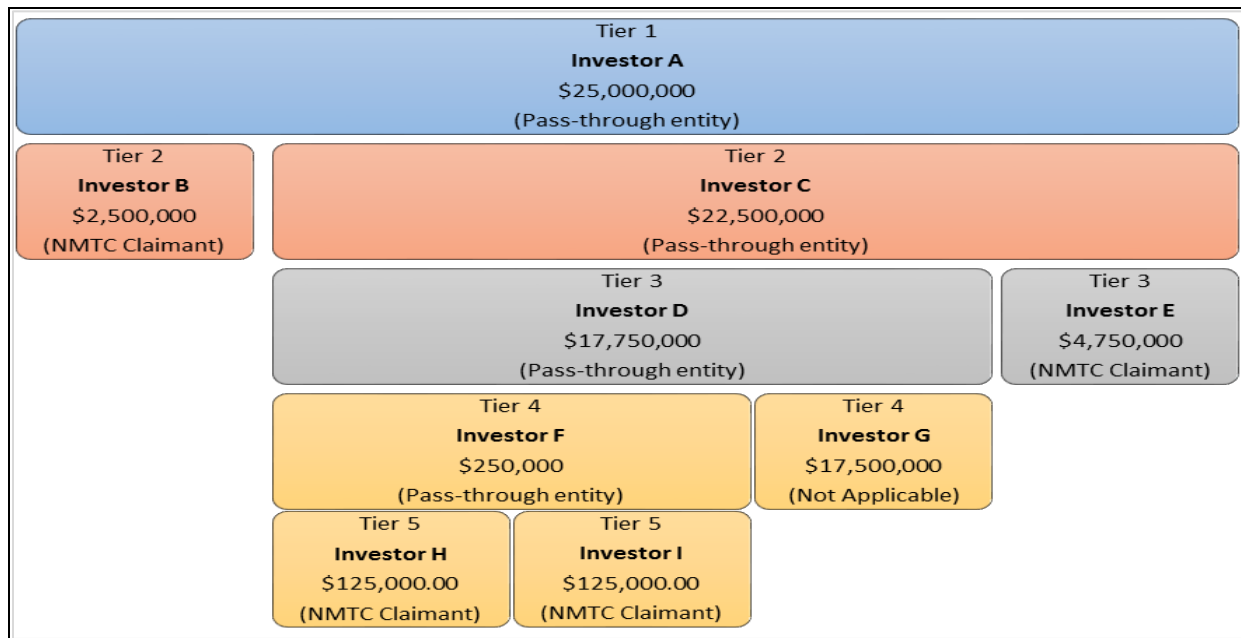 Tier 1
Investor A
$25,000,000
(Pass-through entity)
Tier 2
Investor B
$2,500,000
(NMTC Claimant)
Tier 2
Investor C
$22,500,000
(Pass-through entity)
Tier 3
Investor D
$17,750,000
(Pass-through entity)
Tier 3
Investor E
$4,750,000
(NMTC Claimant)
Tier 4
Investor F
$250,000
(Pass-through entity)
Tier 4
Investor G
$17,500,000
(Not Applicable)
Tier 5
Investor H
$125,000.00
(NMTC Claimant)
Tier 5
Investor I
$125,000.00
(NMTC Claimant)